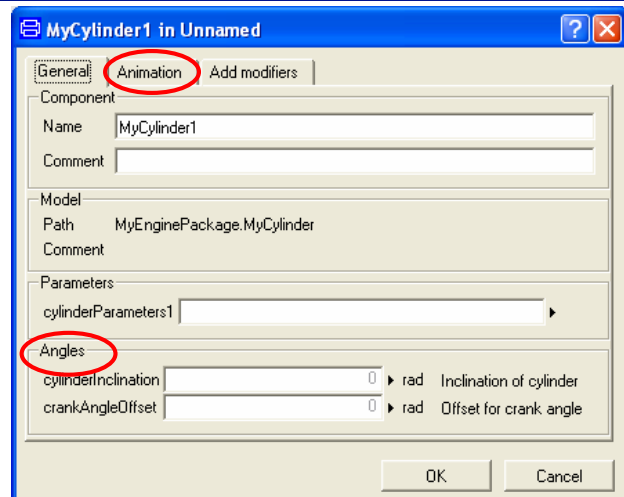 MyCylinder1 in Unnamed
General Animation Add modifiers
Component
Name MyCylinder1
Comment
Model
Path MyEnginePackage.MyCylinder
Comment
Parameters
cylinderParameters1
Angles
cylinderInclination 0 rad Inclination of cylinder
crankAngleOffset 0 rad Offset for crank angle
OK Cancel